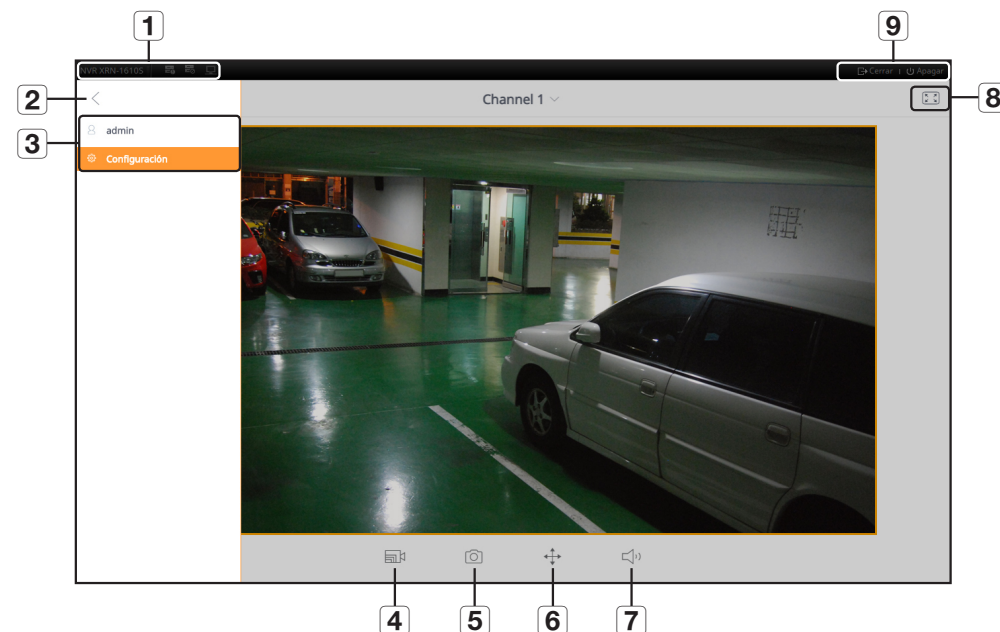 1
9
NVR XRN-1610S
Cerrar
Apagar
2
Channel 1
8
3
admin
Configuración
4
5
6
7